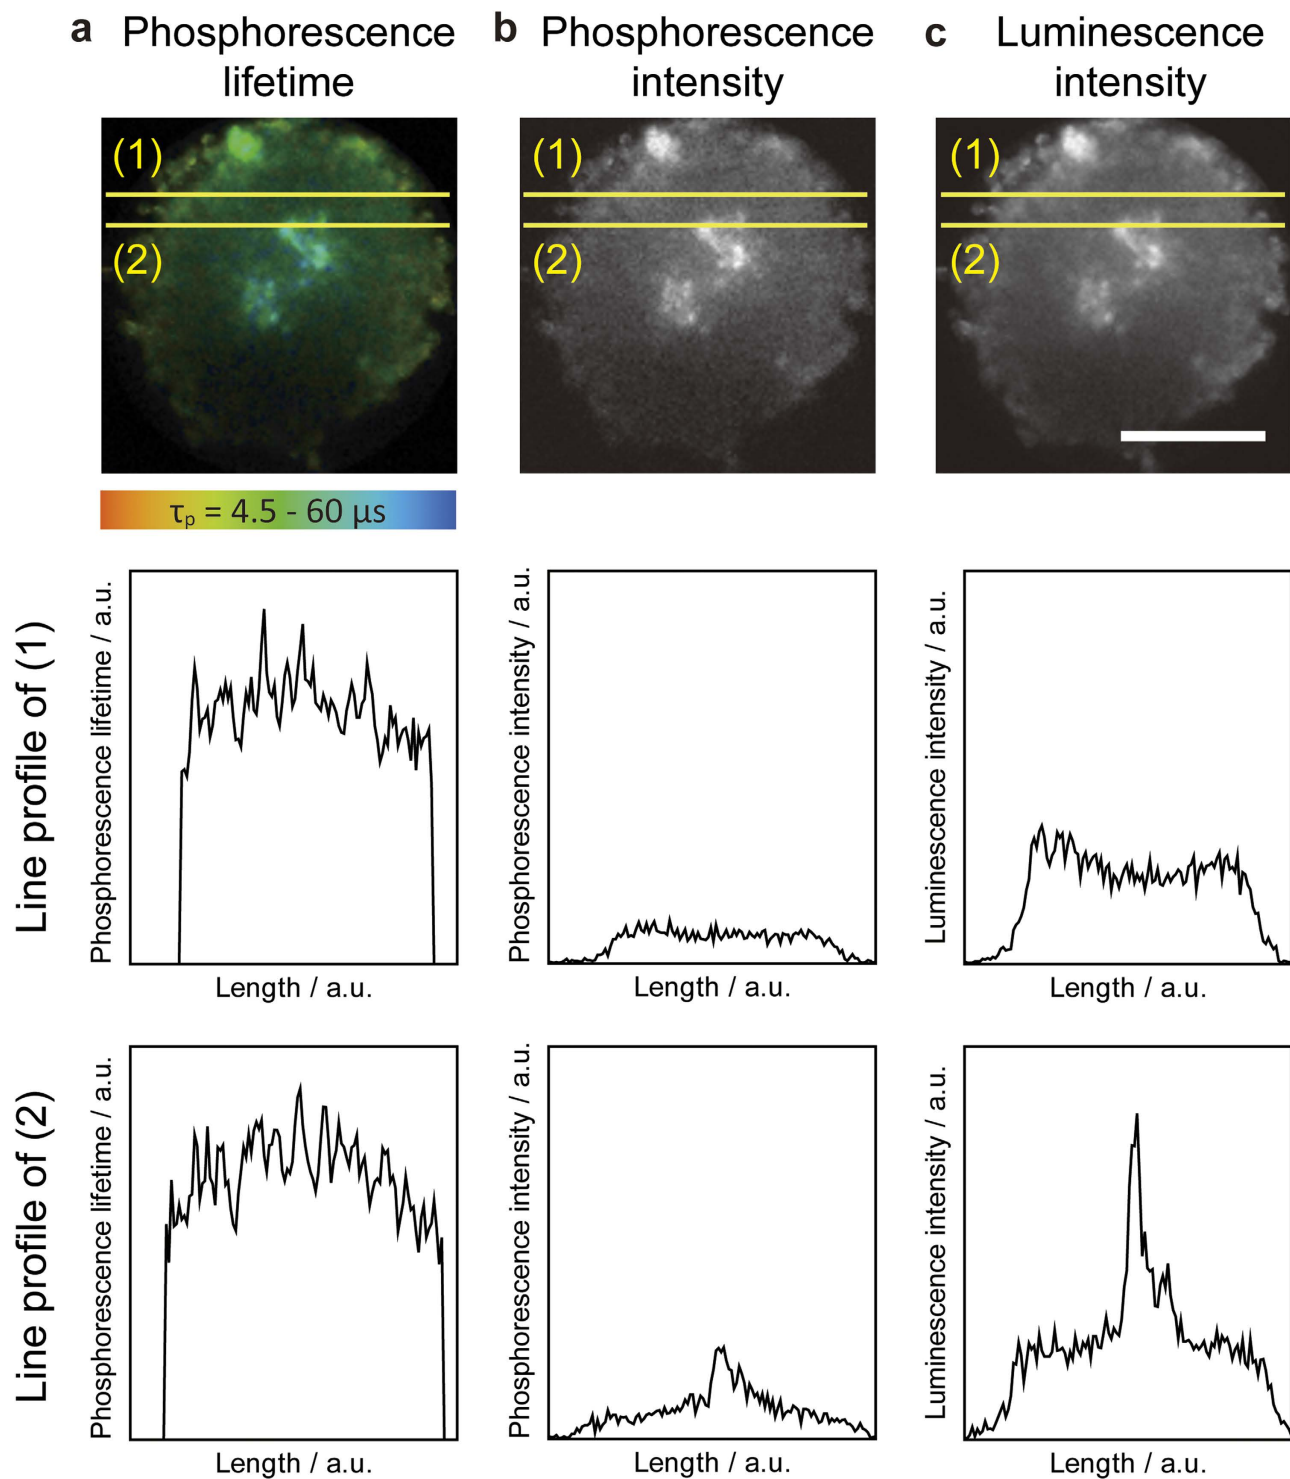 a Phosphorescence lifetime
b Phosphorescence intensity
c Luminescence intensity
(1)
(2)
(1)
(2)
(1)
(2)
τp = 4.5 - 60 µs
Line profile of (1)
Phosphorescence lifetime / a.u.
Length / a.u.
Phosphorescence intensity / a.u.
Length / a.u.
Luminescence intensity / a.u.
Length / a.u.
Line profile of (2)
Phosphorescence lifetime / a.u.
Length / a.u.
Phosphorescence intensity / a.u.
Length / a.u.
Luminescence intensity / a.u.
Length / a.u.